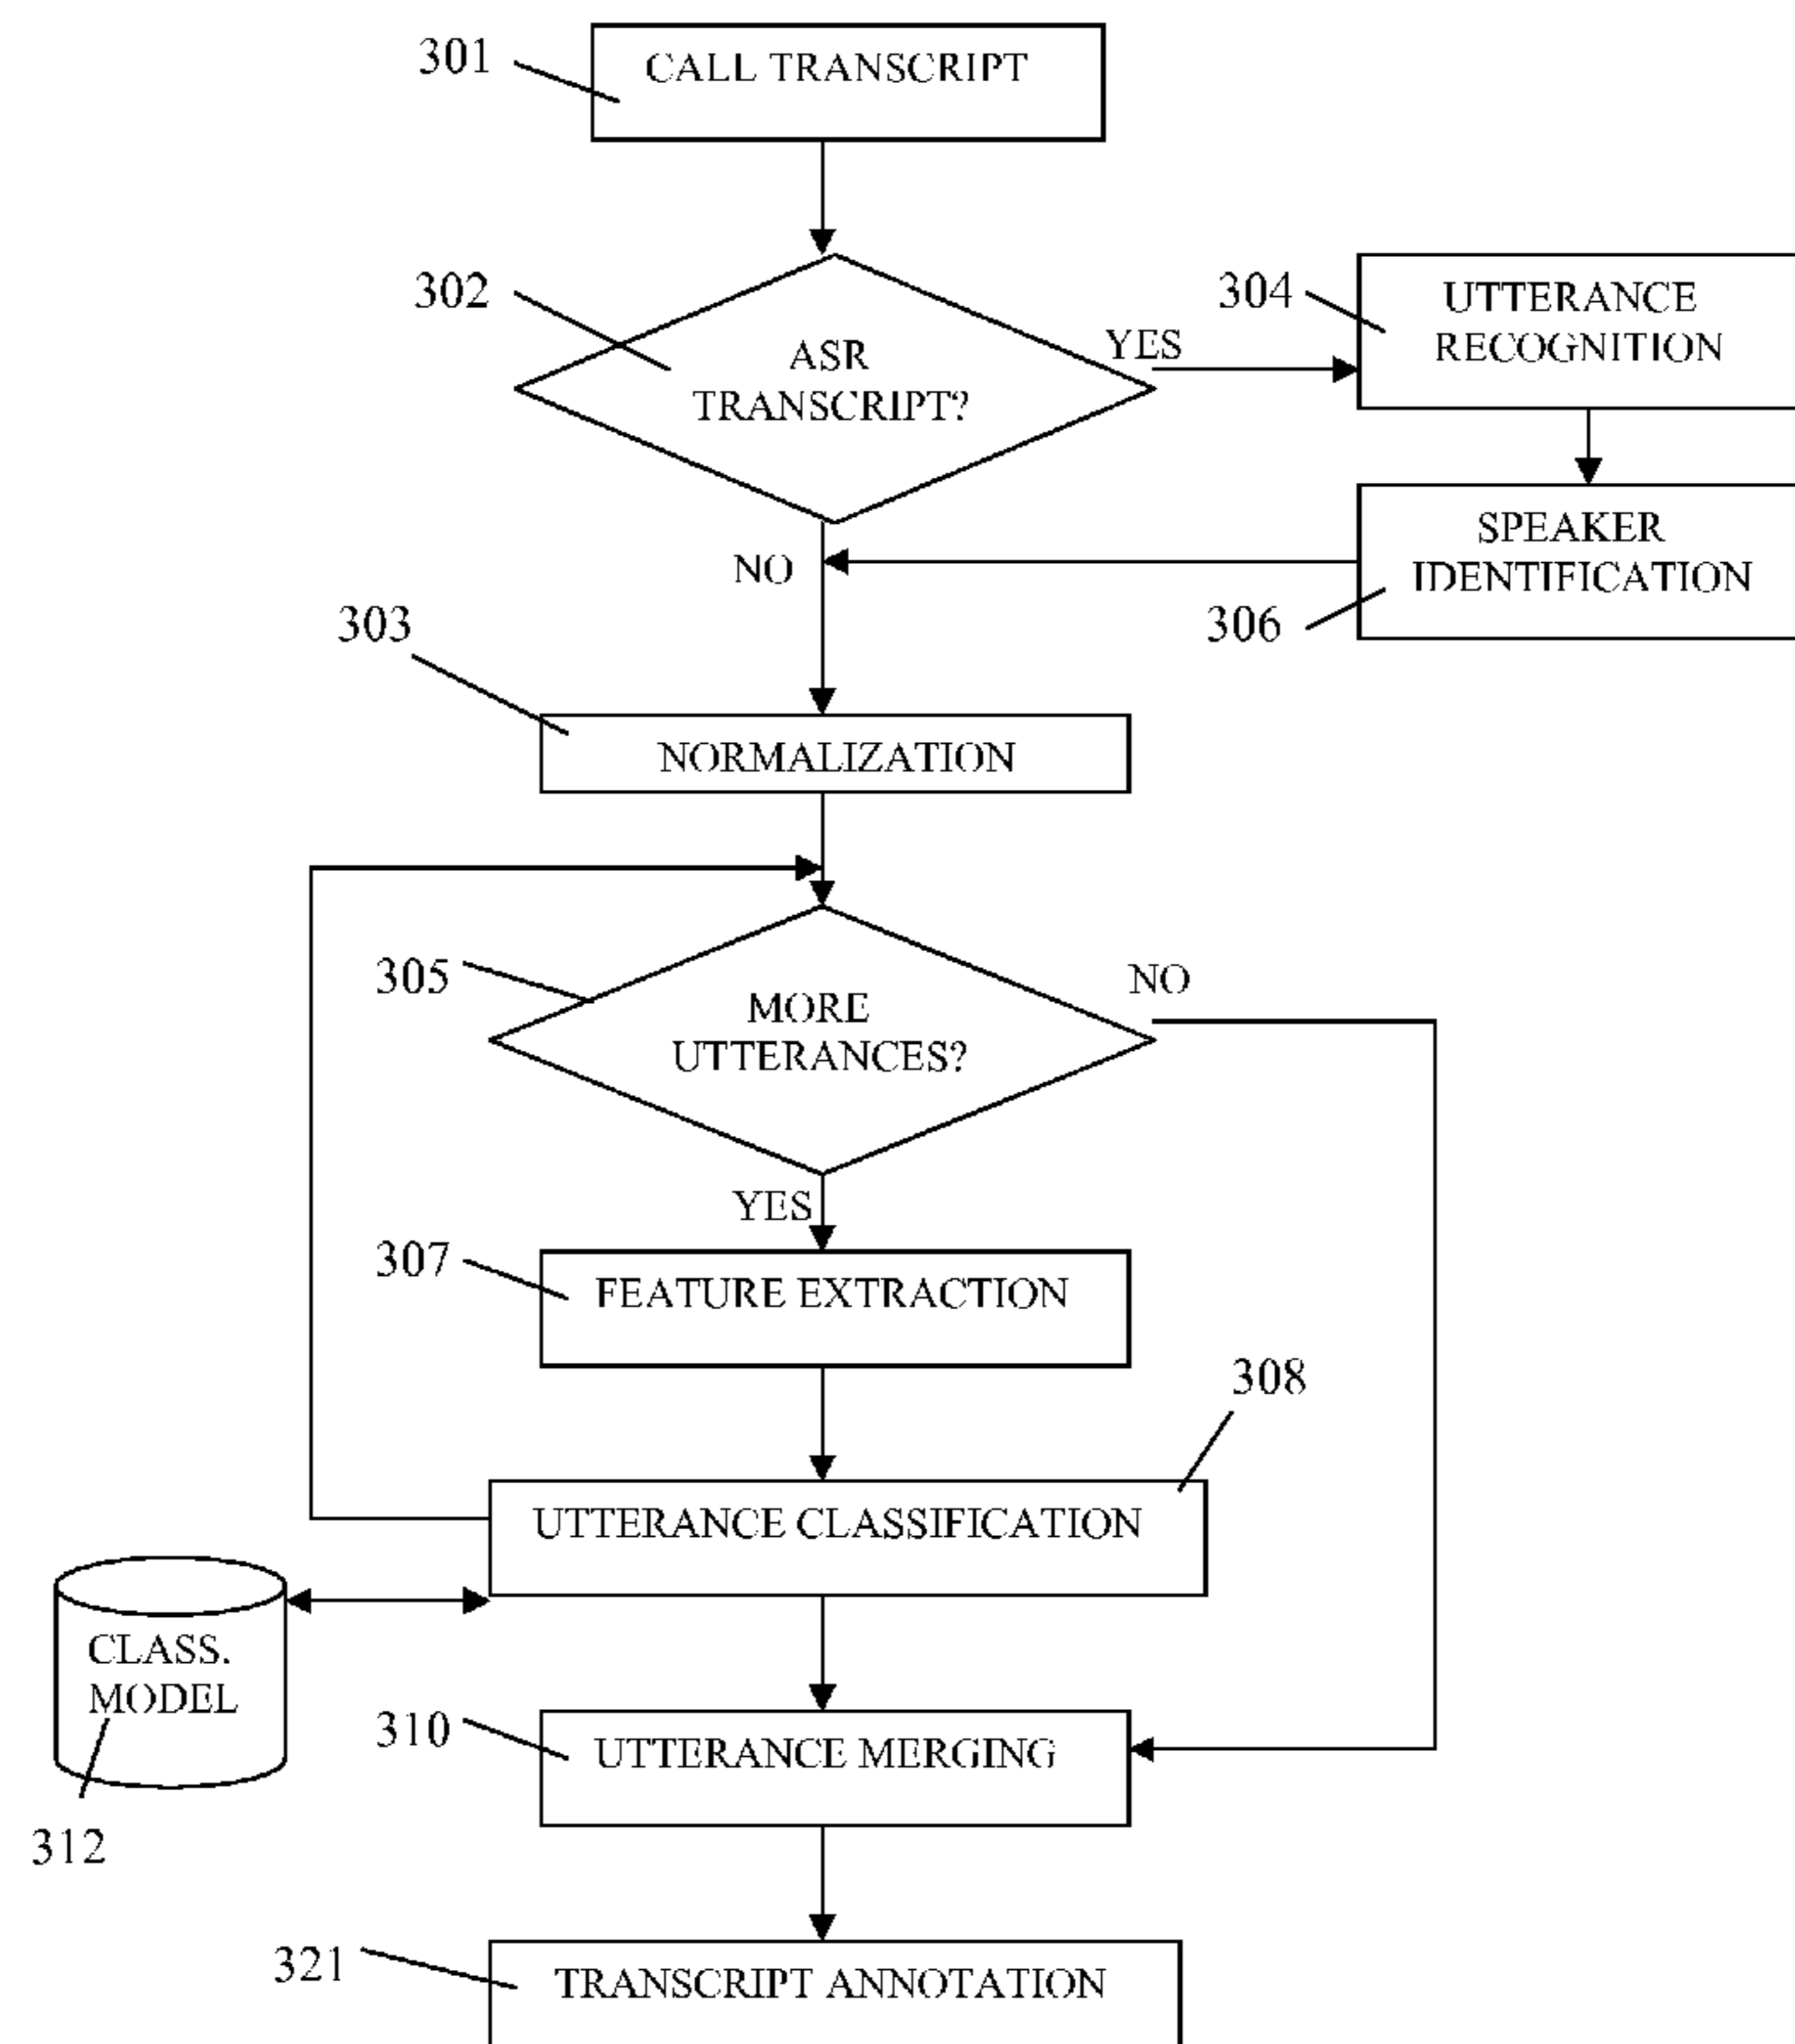 301
CALL TRANSCRIPT
302
ASR
TRANSCRIPT?
YES
304
UTTERANCE
RECOGNITION
NO
SPEAKER
IDENTIFICATION
306
303
NORMALIZATION
305
MORE
UTTERANCES?
NO
YES
307
FEATURE EXTRACTION
308
UTTERANCE CLASSIFICATION
CLASS.
MODEL
312
310
UTTERANCE MERGING
321
TRANSCRIPT ANNOTATION